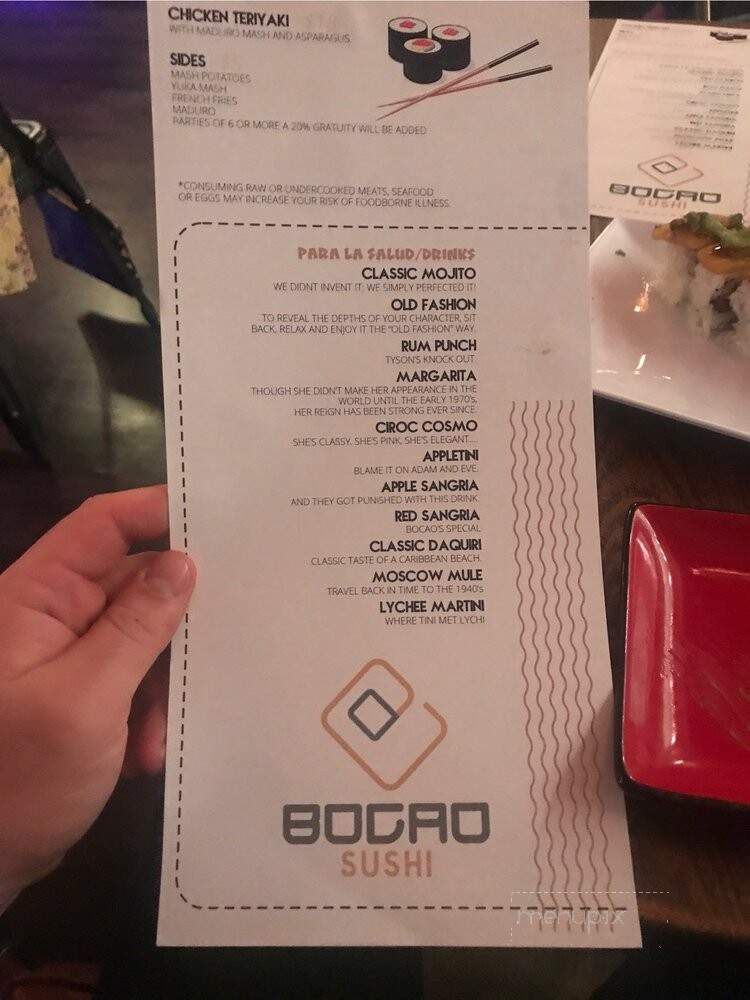 CHICKEN TERIYAKI
WITH MADURO MASH AND ASPARAGUS.
SIDES
MASH POTATOES
YUKA MASH
FRENCH FRIES
MADURO
PARTIES OF 6 OR MORE A 20% GRATUITY WILL BE ADDED
*CONSUMING RAW OR UNDERCOOKED MEATS, SEAFOOD
OR EGGS MAY INCREASE YOUR RISK OF FOODBORNE ILLNESS.
PARA LA SALUD/DRINKS
CLASSIC MOJITO
WE DIDNT INVENT IT; WE SIMPLY PERFECTED IT!
OLD FASHION
TO REVEAL THE DEPTHS OF YOUR CHARACTER, SIT
BACK, RELAX AND ENJOY IT THE "OLD FASHION" WAY.
RUM PUNCH
TYSON'S KNOCK OUT.
MARGARITA
THOUGH SHE DIDN'T MAKE HER APPEARANCE IN THE
WORLD UNTIL THE EARLY 1970's,
HER REIGN HAS BEEN STRONG EVER SINCE.
CIROC COSMO
SHE'S CLASSY, SHE'S PINK, SHE'S ELEGANT....
APPLETINI
BLAME IT ON ADAM AND EVE.
APPLE SANGRIA
AND THEY GOT PUNISHED WITH THIS DRINK.
RED SANGRIA
BOCAO'S SPECIAL
CLASSIC DAQUIRI
CLASSIC TASTE OF A CARIBBEAN BEACH.
MOSCOW MULE
TRAVEL BACK IN TIME TO THE 1940's
LYCHEE MARTINI
WHERE TINI MET LYCHI
BOCAO
SUSHI
BOCAO
SUSHI
menupix